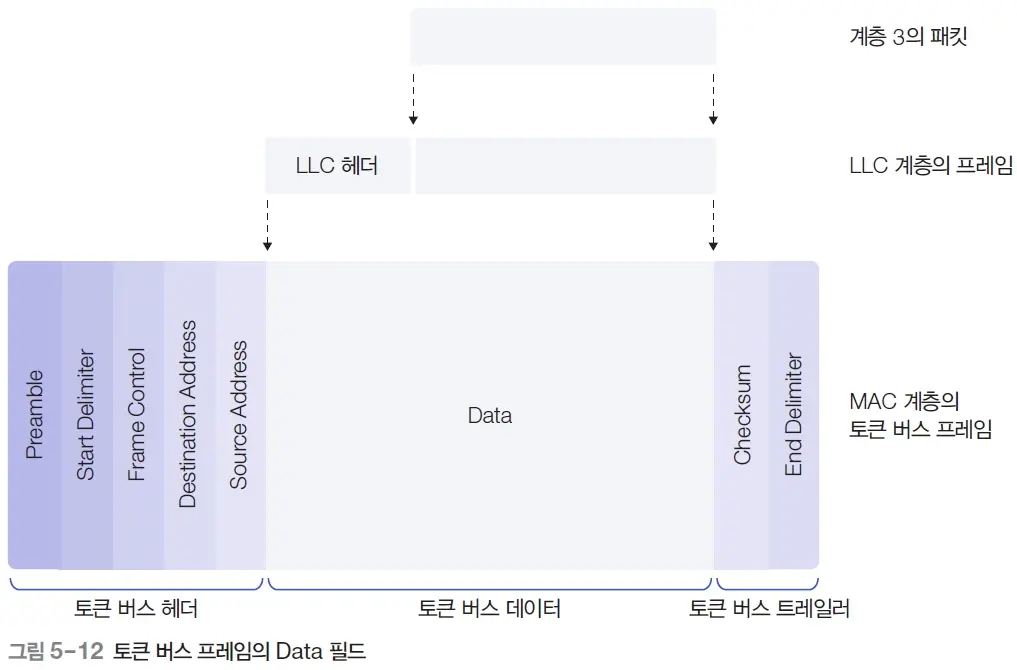 계층 3의 패킷
LLC 헤더
LLC 계층의 프레임
Preamble
Start Delimiter
Frame Control
Destination Address
Source Address
Data
Checksum
End Delimiter
MAC 계층의
토큰 버스 프레임
토큰 버스 헤더
토큰 버스 데이터
토큰 버스 트레일러
그림 5-12 토큰 버스 프레임의 Data 필드